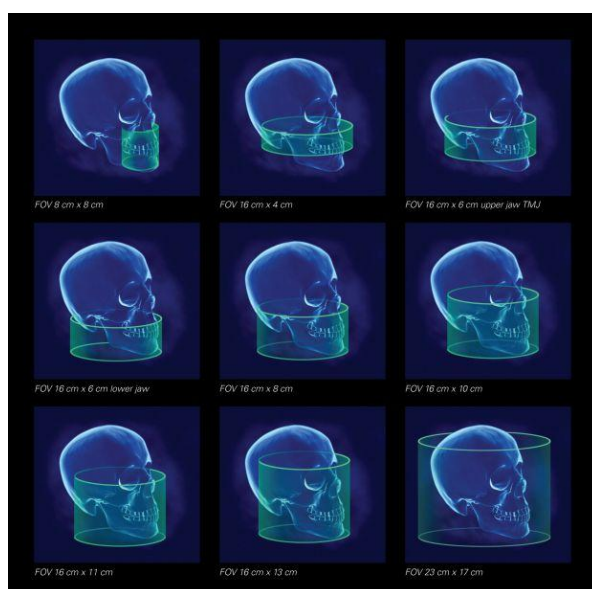 FOV 8 cm x 8 cm
FOV 16 cm x 4 cm
FOV 16 cm x 6 cm upper jaw TMJ
FOV 16 cm x 6 cm lower jaw
FOV 16 cm x 8 cm
FOV 16 cm x 10 cm
FOV 16 cm x 11 cm
FOV 16 cm x 13 cm
FOV 23 cm x 17 cm